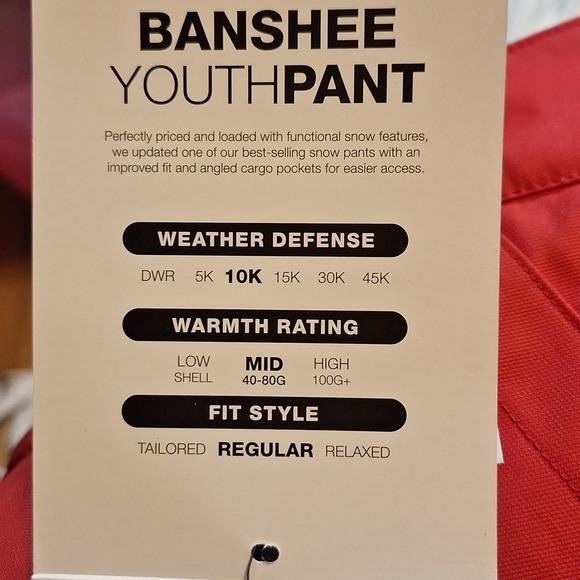 BANSHEE
YOUTHPANT
Perfectly priced and loaded with functional snow features,
we updated one of our best-selling snow pants with an
improved fit and angled cargo pockets for easier access.
WEATHER DEFENSE
DWR 5K 10K 15K 30K 45K
WARMTH RATING
LOW MID HIGH
SHELL 40-80G 100G+
FIT STYLE
TAILORED REGULAR RELAXED